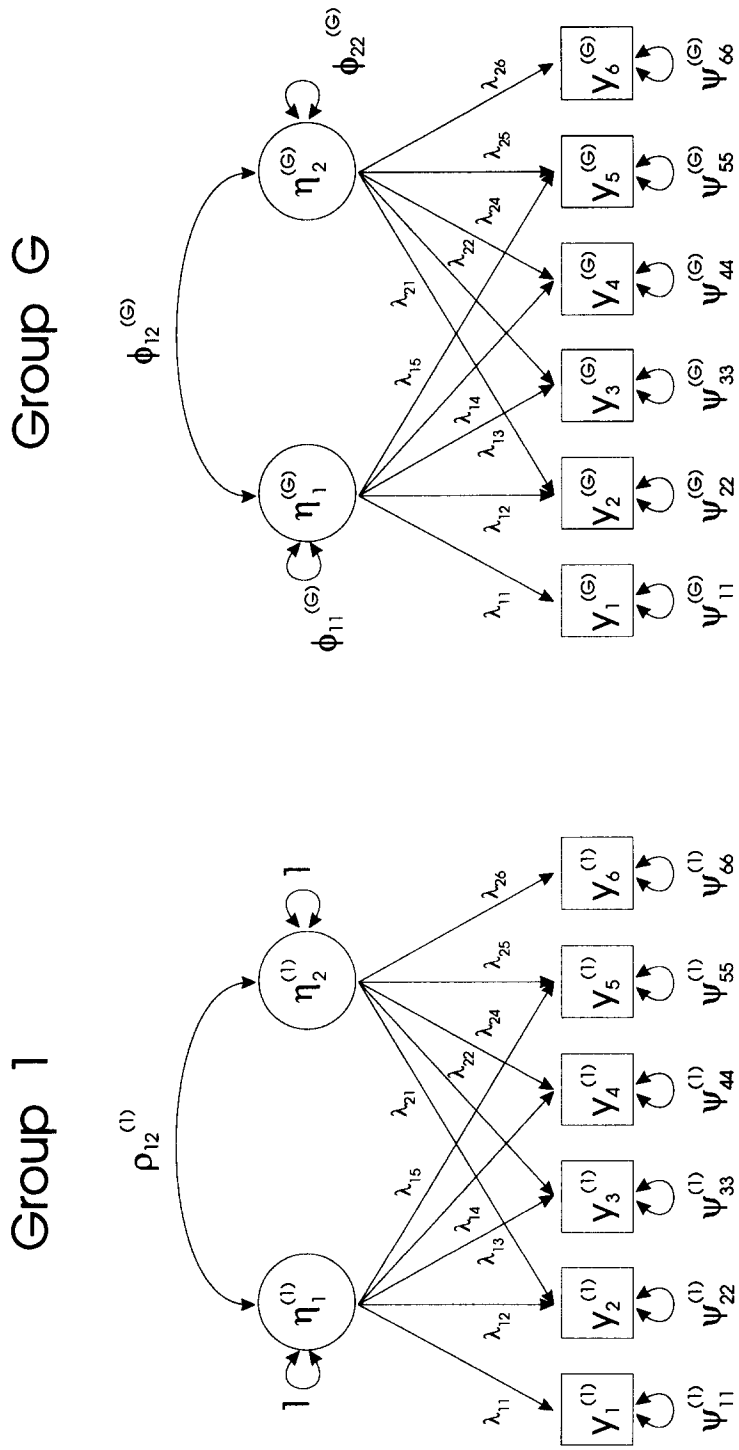 Group 1
ρ₁₂⁽¹⁾
1 η₁⁽¹⁾ η₂⁽¹⁾ 1
λ₁₁ λ₁₂ λ₁₃ λ₁₄ λ₁₅ λ₂₁ λ₂₂ λ₂₄ λ₂₅ λ₂₆
y₁⁽¹⁾ y₂⁽¹⁾ y₃⁽¹⁾ y₄⁽¹⁾ y₅⁽¹⁾ y₆⁽¹⁾
ψ₁₁⁽¹⁾ ψ₂₂⁽¹⁾ ψ₃₃⁽¹⁾ ψ₄₄⁽¹⁾ ψ₅₅⁽¹⁾ ψ₆₆⁽¹⁾
Group G
ϕ₁₂⁽ᴳ⁾
ϕ₁₁⁽ᴳ⁾ η₁⁽ᴳ⁾ η₂⁽ᴳ⁾ ϕ₂₂⁽ᴳ⁾
λ₁₁ λ₁₂ λ₁₃ λ₁₄ λ₁₅ λ₂₁ λ₂₂ λ₂₄ λ₂₅ λ₂₆
y₁⁽ᴳ⁾ y₂⁽ᴳ⁾ y₃⁽ᴳ⁾ y₄⁽ᴳ⁾ y₅⁽ᴳ⁾ y₆⁽ᴳ⁾
ψ₁₁⁽ᴳ⁾ ψ₂₂⁽ᴳ⁾ ψ₃₃⁽ᴳ⁾ ψ₄₄⁽ᴳ⁾ ψ₅₅⁽ᴳ⁾ ψ₆₆⁽ᴳ⁾